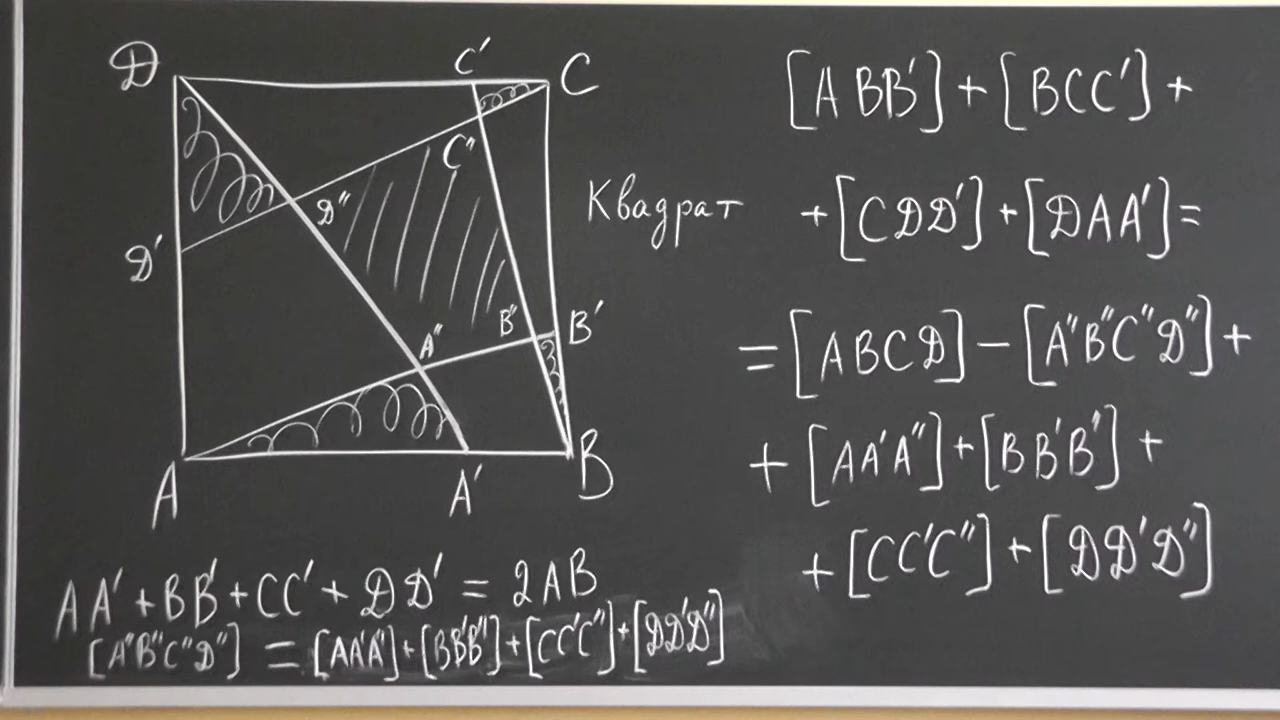 D C' C
C"
D"
D'
B"
B'
A"
A A' B
Квадрат
AA' + BB' + CC' + DD' = 2AB
[A"B"C"D"] = [AA'A"] + [BB'B"] + [CC'C"] + [DD'D"]
[ABB'] + [BCC'] +
+ [CDD'] + [DAA'] =
= [ABCD] − [A"B"C"D"] +
+ [AA'A"] + [BB'B'] +
+ [CC'C"] + [DD'D"]